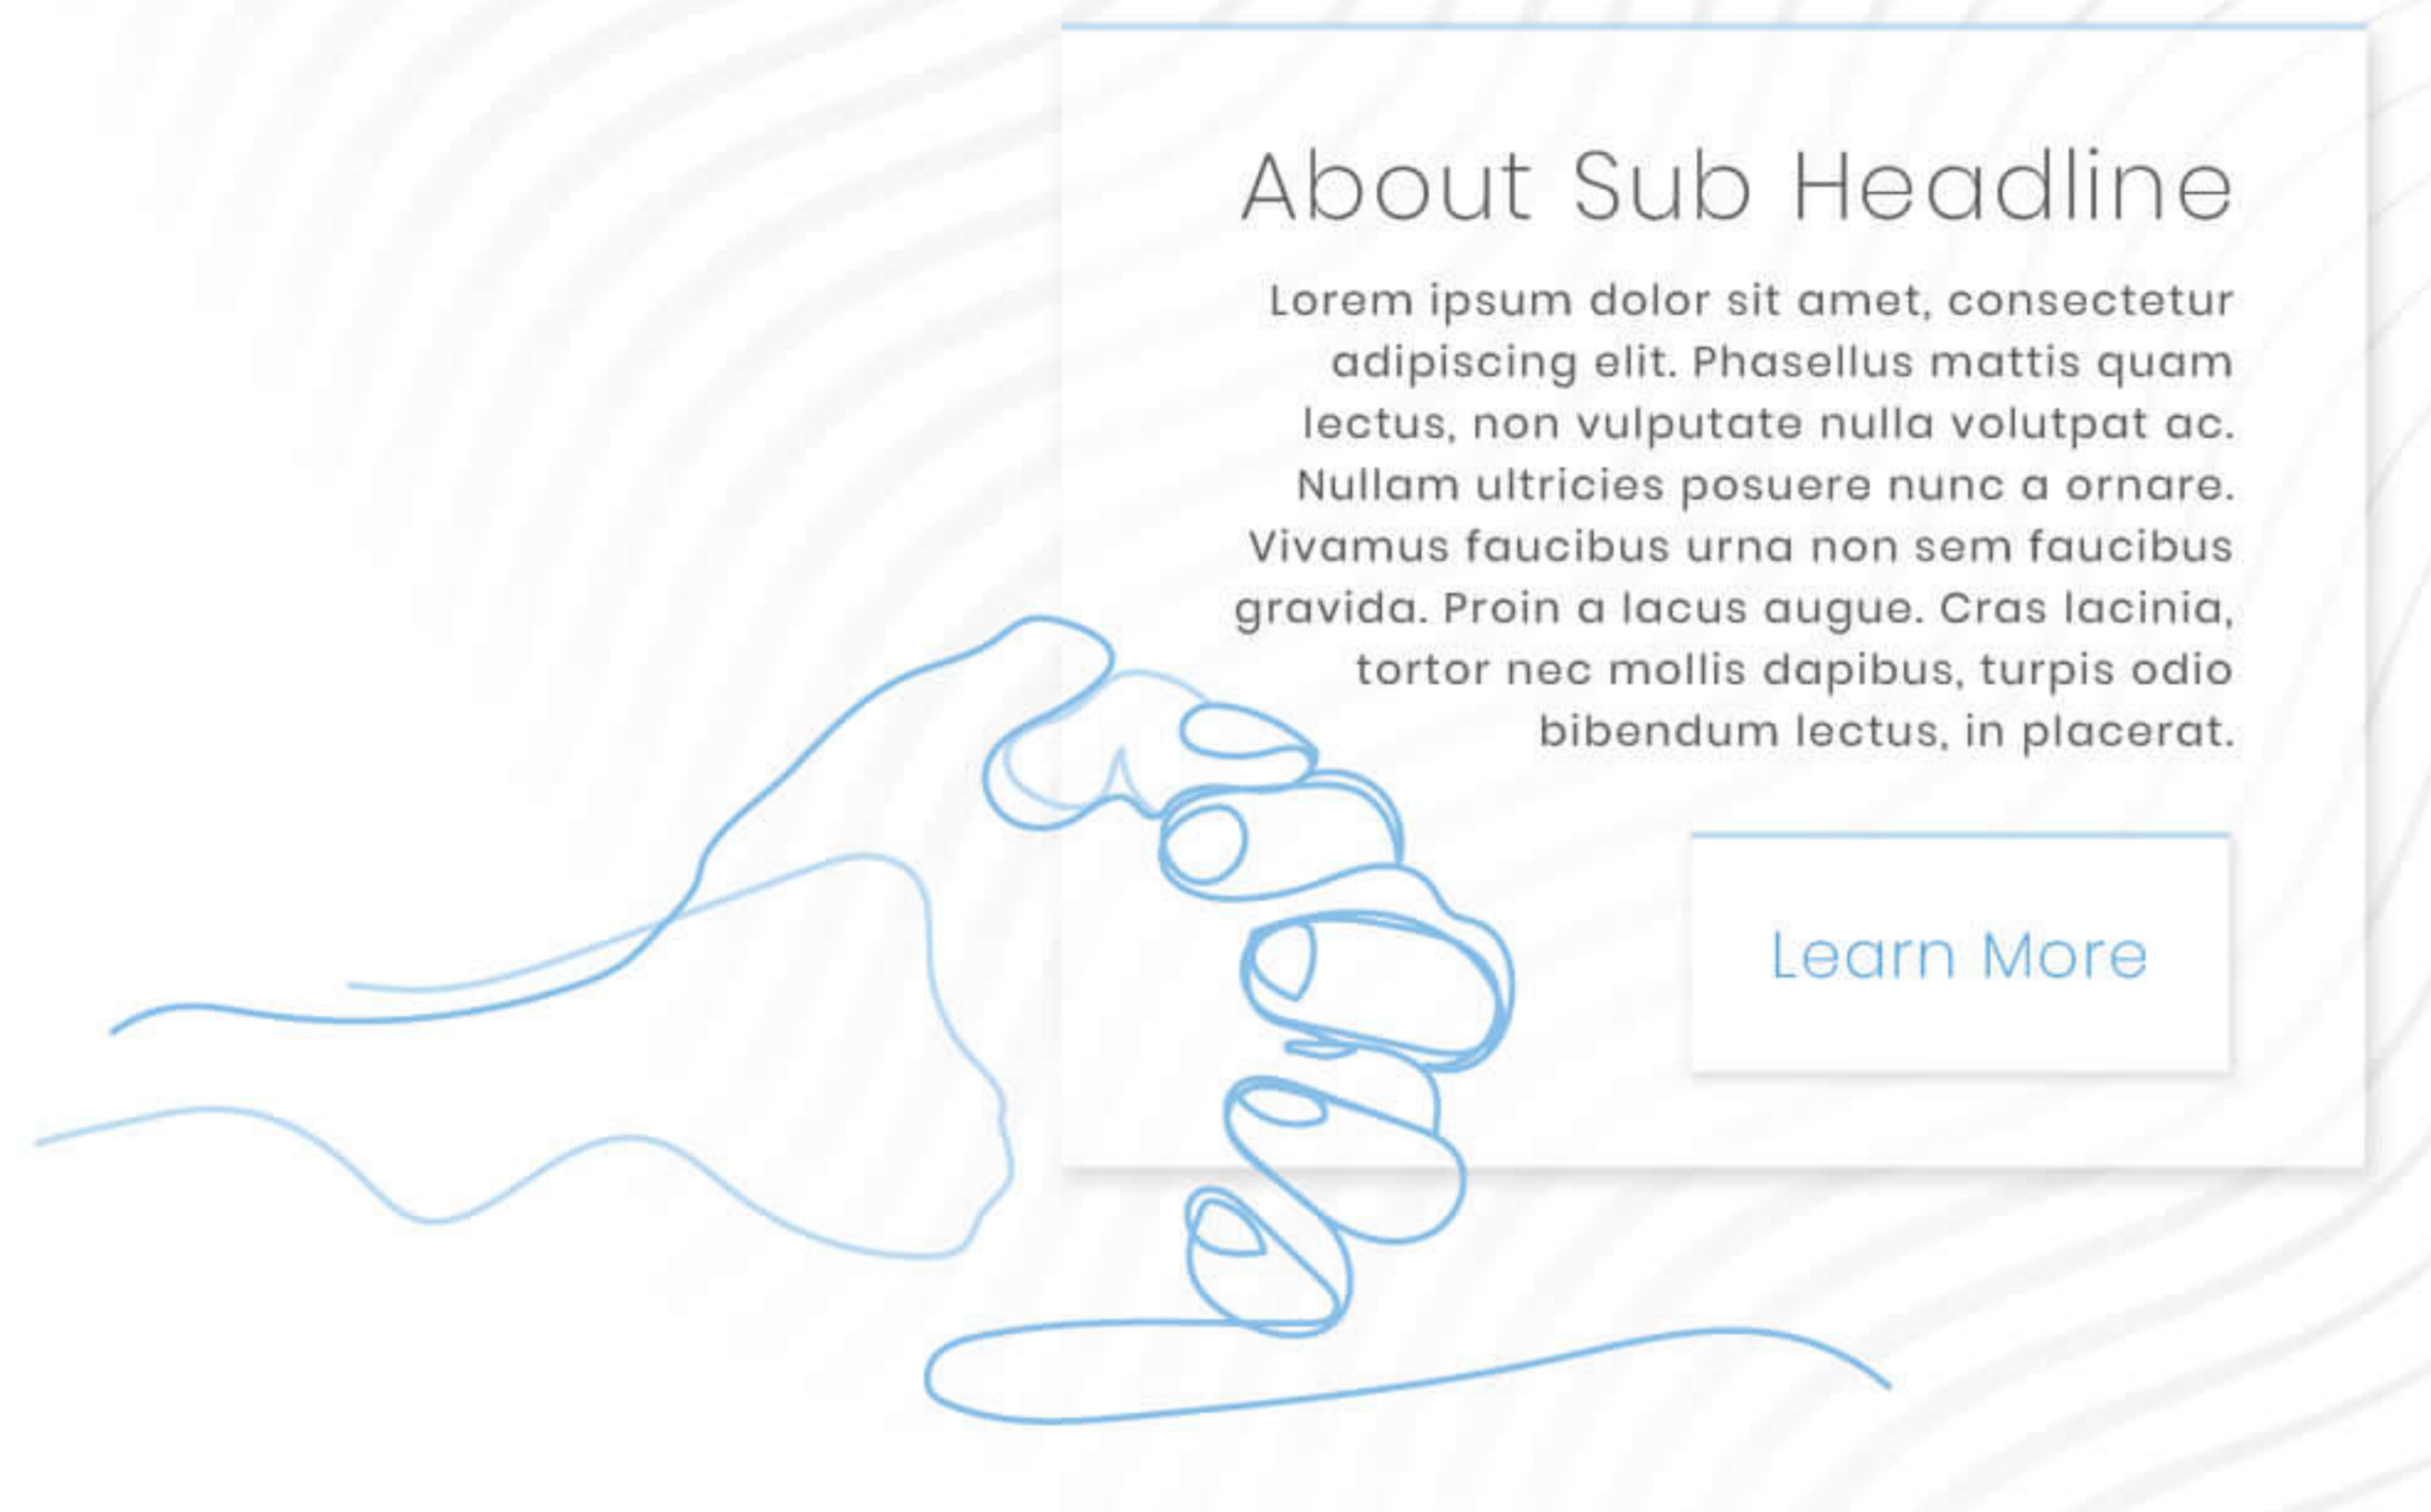 About Sub Headline
Lorem ipsum dolor sit amet, consectetur
adipiscing elit. Phasellus mattis quam
lectus, non vulputate nulla volutpat ac.
Nullam ultricies posuere nunc a ornare.
Vivamus faucibus urna non sem faucibus
gravida. Proin a lacus augue. Cras lacinia,
tortor nec mollis dapibus, turpis odio
bibendum lectus, in placerat.
Learn More